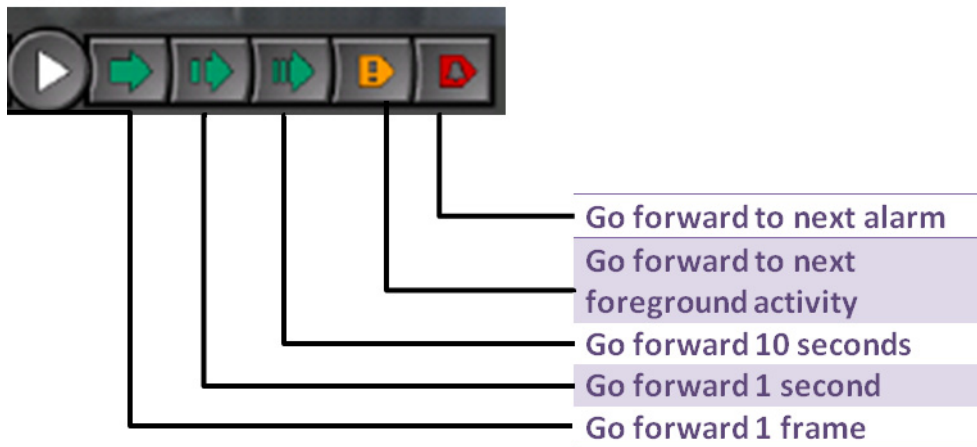 Go forward to next alarm
Go forward to next
foreground activity
Go forward 10 seconds
Go forward 1 second
Go forward 1 frame